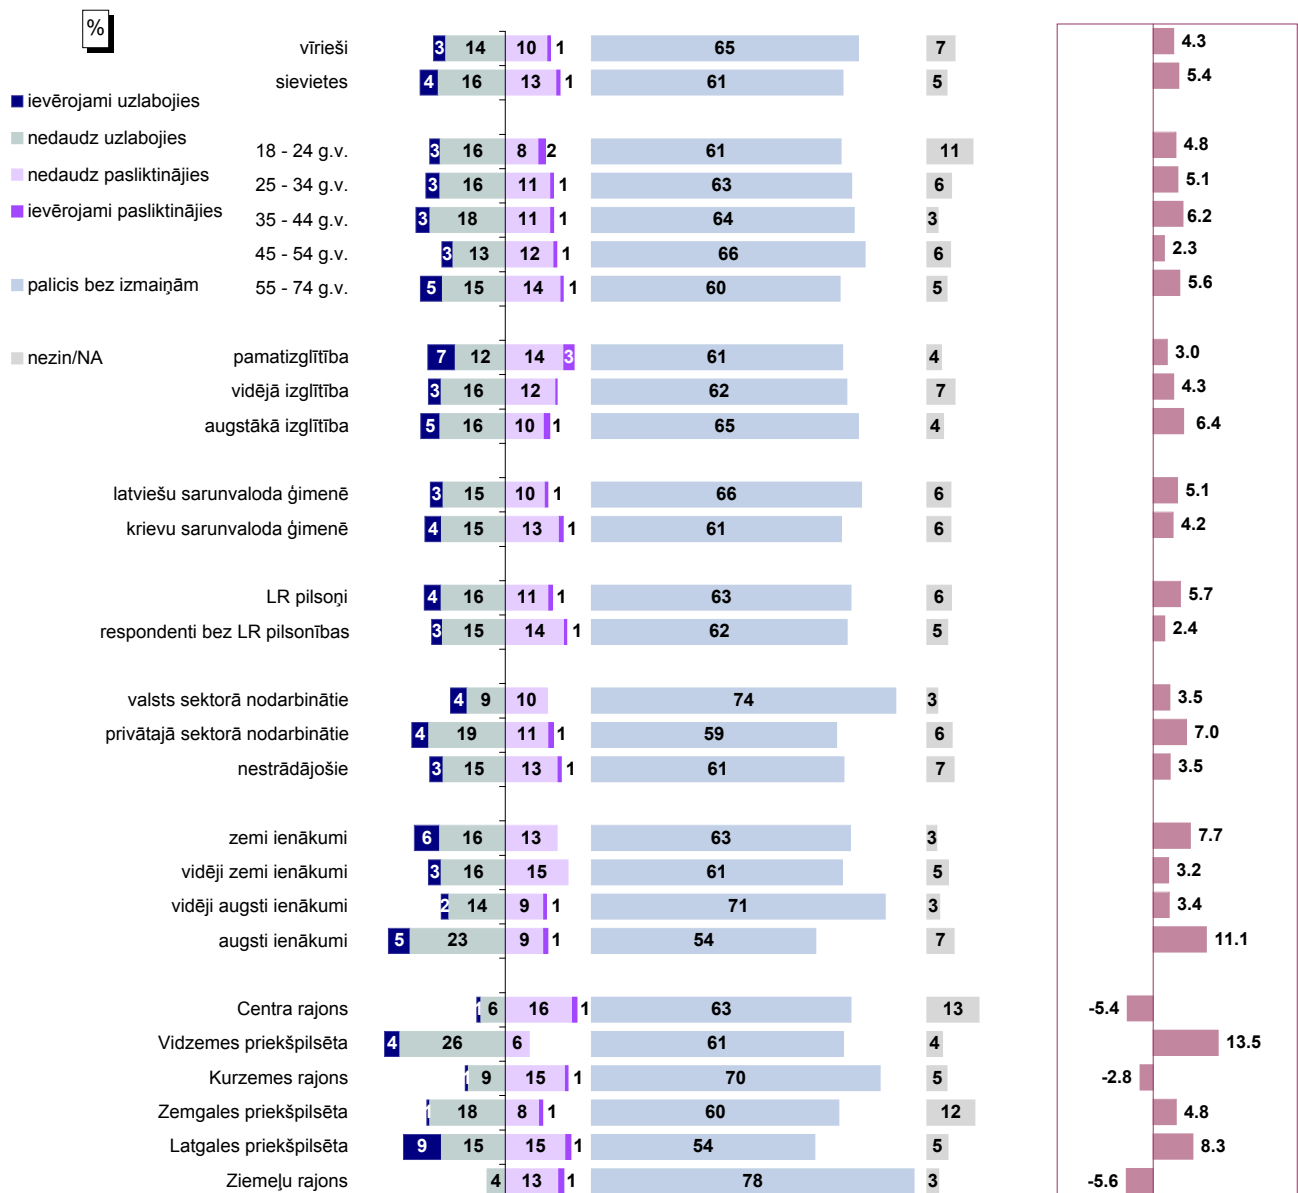 %
ievērojami uzlabojies
nedaudz uzlabojies
nedaudz pasliktinājies
ievērojami pasliktinājies
palicis bez izmaiņām
nezin/NA
vīrieši 3 14 10 1 65 7 4.3
sievietes 4 16 13 1 61 5 5.4
18 - 24 g.v. 3 16 8 2 61 11 4.8
25 - 34 g.v. 3 16 11 1 63 6 5.1
35 - 44 g.v. 3 18 11 1 64 3 6.2
45 - 54 g.v. 3 13 12 1 66 6 2.3
55 - 74 g.v. 5 15 14 1 60 5 5.6
pamatizglītība 7 12 14 3 61 4 3.0
vidējā izglītība 3 16 12 62 7 4.3
augstākā izglītība 5 16 10 1 65 4 6.4
latviešu sarunvaloda ģimenē 3 15 10 1 66 6 5.1
krievu sarunvaloda ģimenē 4 15 13 1 61 6 4.2
LR pilsoņi 4 16 11 1 63 6 5.7
respondenti bez LR pilsonības 3 15 14 1 62 5 2.4
valsts sektorā nodarbinātie 4 9 10 74 3 3.5
privātajā sektorā nodarbinātie 4 19 11 1 59 6 7.0
nestrādājošie 3 15 13 1 61 7 3.5
zemi ienākumi 6 16 13 63 3 7.7
vidēji zemi ienākumi 3 16 15 61 5 3.2
vidēji augsti ienākumi 2 14 9 1 71 3 3.4
augsti ienākumi 5 23 9 1 54 7 11.1
Centra rajons 1 6 16 1 63 13 -5.4
Vidzemes priekšpilsēta 4 26 6 61 4 13.5
Kurzemes rajons 1 9 15 1 70 5 -2.8
Zemgales priekšpilsēta 1 18 8 1 60 12 4.8
Latgales priekšpilsēta 9 15 15 1 54 5 8.3
Ziemeļu rajons 4 13 1 78 3 -5.6